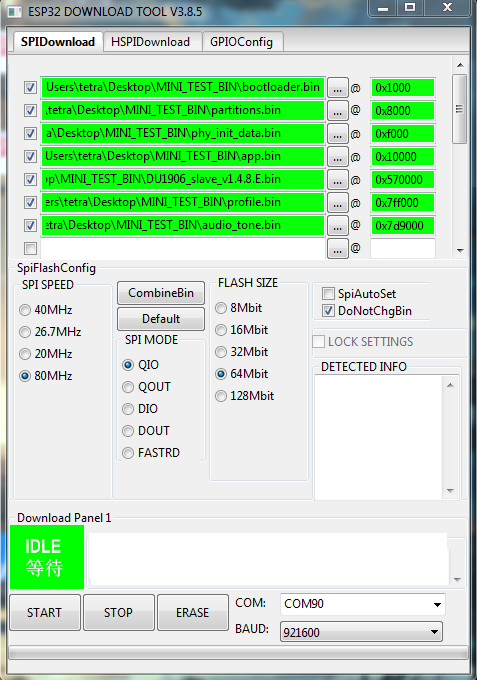 ESP32 DOWNLOAD TOOL V3.8.5
SPIDownload HSPIDownload GPIOConfig
Users\tetra\Desktop\MINI_TEST_BIN\bootloader.bin ... @ 0x1000
.tetra\Desktop\MINI_TEST_BIN\partitions.bin ... @ 0x8000
a\Desktop\MINI_TEST_BIN\phy_init_data.bin ... @ 0xf000
Users\tetra\Desktop\MINI_TEST_BIN\app.bin ... @ 0x10000
op\MINI_TEST_BIN\DU1906_slave_v1.4.8.E.bin ... @ 0x570000
ers\tetra\Desktop\MINI_TEST_BIN\profile.bin ... @ 0x7ff000
etra\Desktop\MINI_TEST_BIN\audio_tone.bin ... @ 0x7d9000
... @
SpiFlashConfig
SPI SPEED
40MHz
26.7MHz
20MHz
80MHz
CombineBin
Default
SPI MODE
QIO
QOUT
DIO
DOUT
FASTRD
FLASH SIZE
8Mbit
16Mbit
32Mbit
64Mbit
128Mbit
SpiAutoSet
DoNotChgBin
LOCK SETTINGS
DETECTED INFO
Download Panel 1
IDLE
等待
START STOP ERASE
COM: COM90
BAUD: 921600